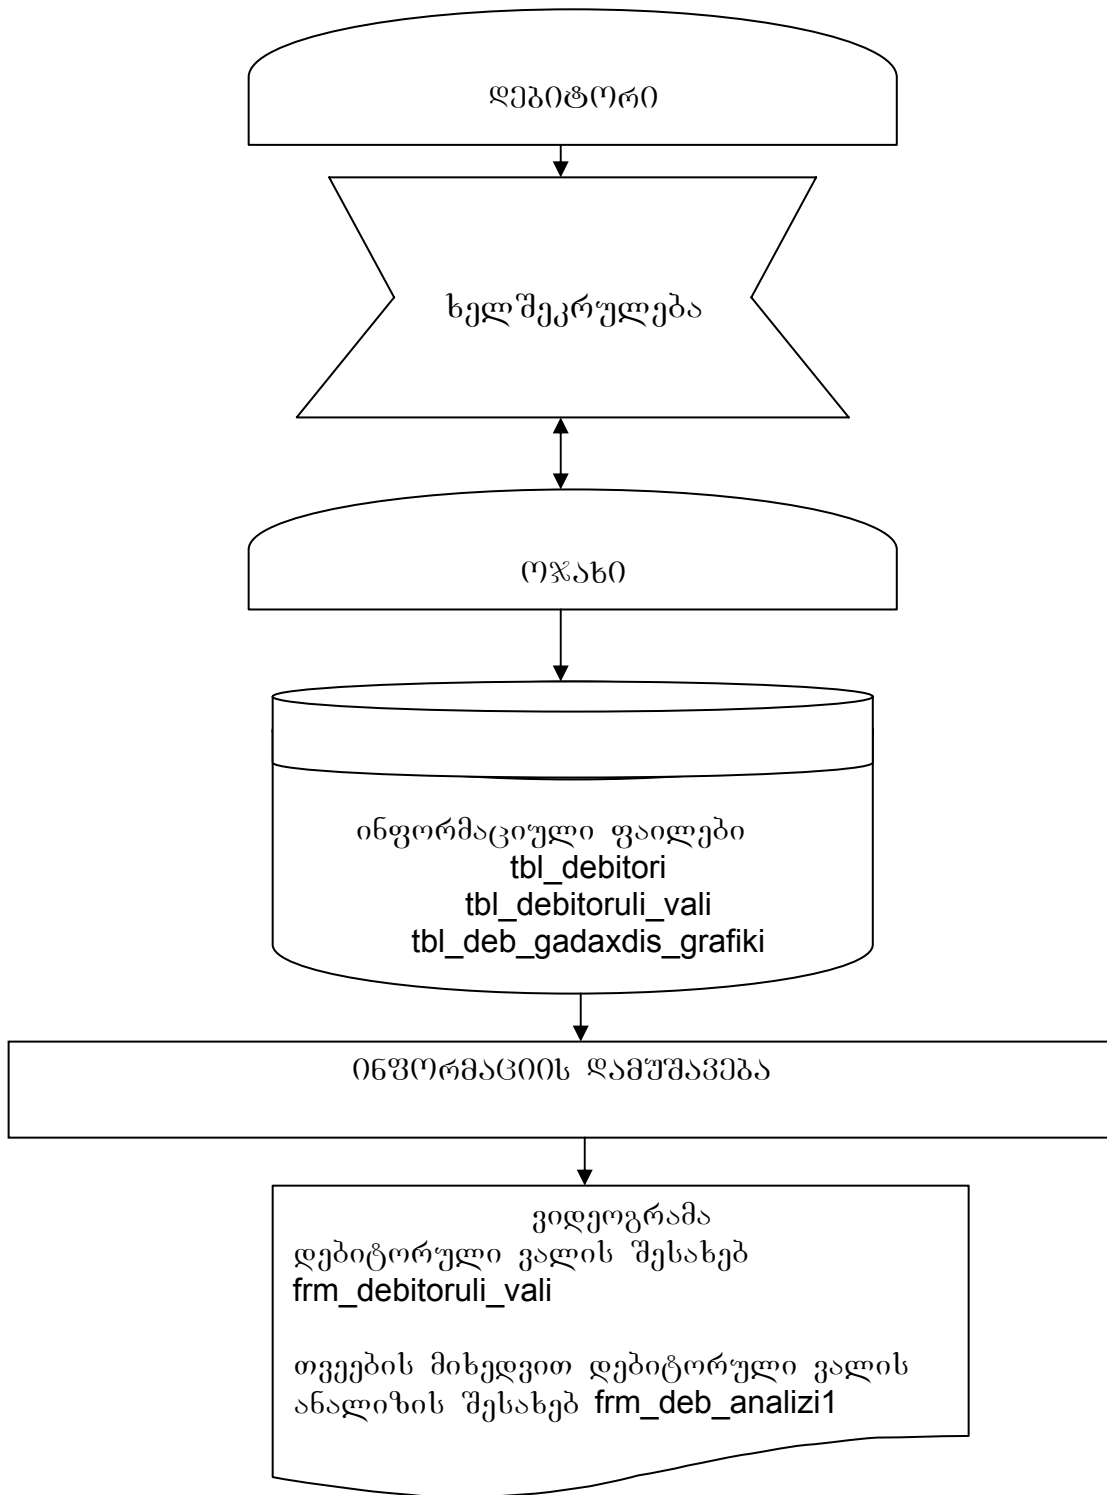 დებიტორი
ხელშეკრულება
ოჯახი
ინფორმაციული ფაილები
tbl_debitori
tbl_debitoruli_vali
tbl_deb_gadaxdis_grafiki
ინფორმაციის დამუშავება
ვიდეოგრამა
დებიტორული ვალის შესახებ
frm_debitoruli_vali
თვეების მიხედვით დებიტორული ვალის
ანალიზის შესახებ frm_deb_analizi1